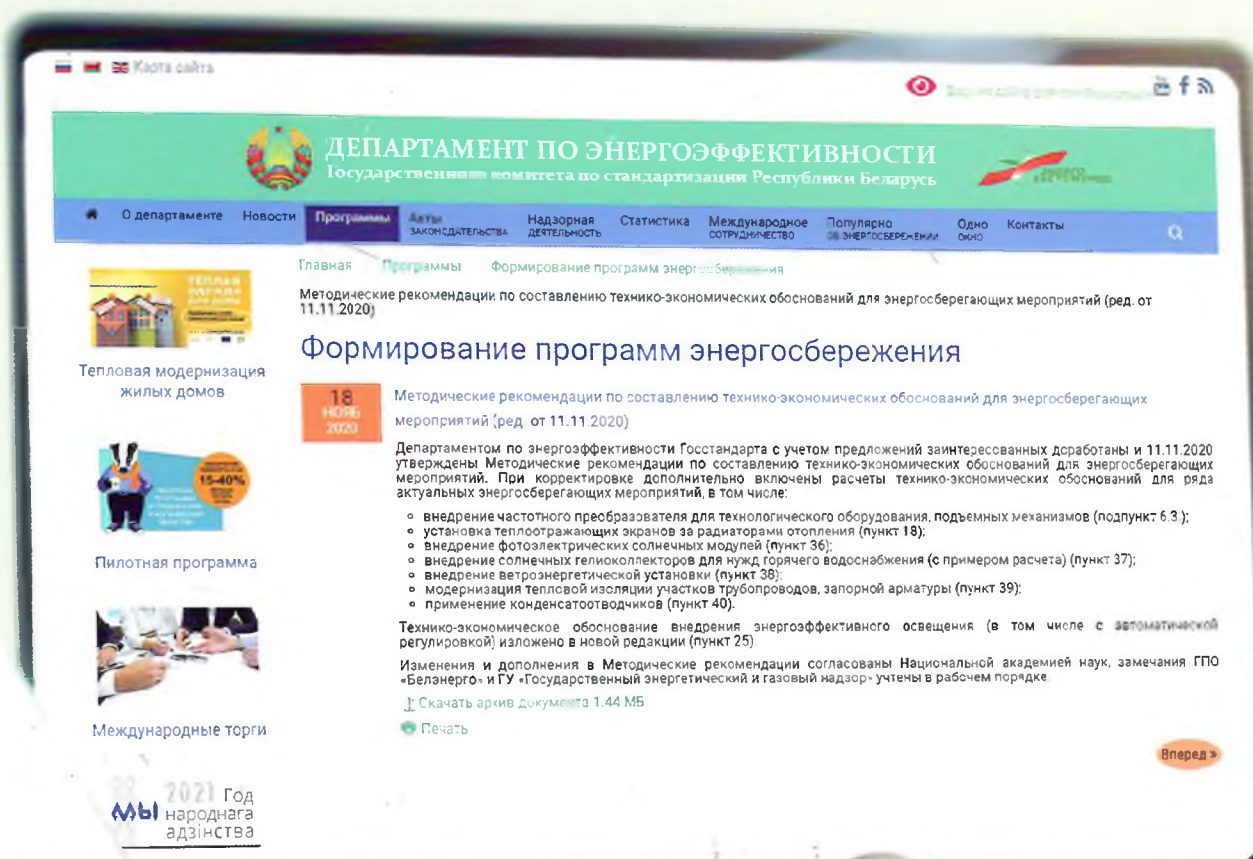 Карта сайта
ДЕПАРТАМЕНТ ПО ЭНЕРГОЭФФЕКТИВНОСТИ
Государственного комитета по стандартизации Республики Беларусь
О департаменте Новости Программы Акты ЗАКОНОДАТЕЛЬСТВА Надзорная ДЕЯТЕЛЬНОСТЬ Статистика Международное СОТРУДНИЧЕСТВО Популярно ОБ ЭНЕРГОСБЕРЕЖЕНИИ Одно ОКНО Контакты
Главная Программы Формирование программ энергосбережения
Методические рекомендации по составлению технико-экономических обоснований для энергосберегающих мероприятий (ред. от
11.11.2020)
Формирование программ энергосбережения
ТЕПЛАЯ
ОДЕЖДА
Тепловая модернизация
жилых домов
15-40%
Пилотная программа
Международные торги
2021 Год
МЫ народнага
адзінства
18
НОЯБ
2020
Методические рекомендации по составлению технико-экономических обоснований для энергосберегающих
мероприятий (ред. от 11.11.2020)
Департаментом по энергоэффективности Госстандарта с учетом предложений заинтересованных доработаны и 11.11.2020
утверждены Методические рекомендации по составлению технико-экономических обоснований для энергосберегающих
мероприятий. При корректировке дополнительно включены расчеты технико-экономических обоснований для ряда
актуальных энергосберегающих мероприятий, в том числе:
внедрение частотного преобразователя для технологического оборудования, подъемных механизмов (подпункт 6.3.);
установка теплоотражающих экранов за радиаторами отопления (пункт 18);
внедрение фотоэлектрических солнечных модулей (пункт 36);
внедрение солнечных гелиоколлекторов для нужд горячего водоснабжения (с примером расчета) (пункт 37);
внедрение ветроэнергетической установки (пункт 38);
модернизация тепловой изоляции участков трубопроводов, запорной арматуры (пункт 39);
применение конденсатоотводчиков (пункт 40).
Технико-экономическое обоснование внедрения энергоэффективного освещения (в том числе с автоматической
регулировкой) изложено в новой редакции (пункт 25).
Изменения и дополнения в Методические рекомендации согласованы Национальной академией наук, замечания ГПО
«Белэнерго» и ГУ «Государственный энергетический и газовый надзор» учтены в рабочем порядке.
Скачать архив документа 1.44 МБ
Печать
Вперед »